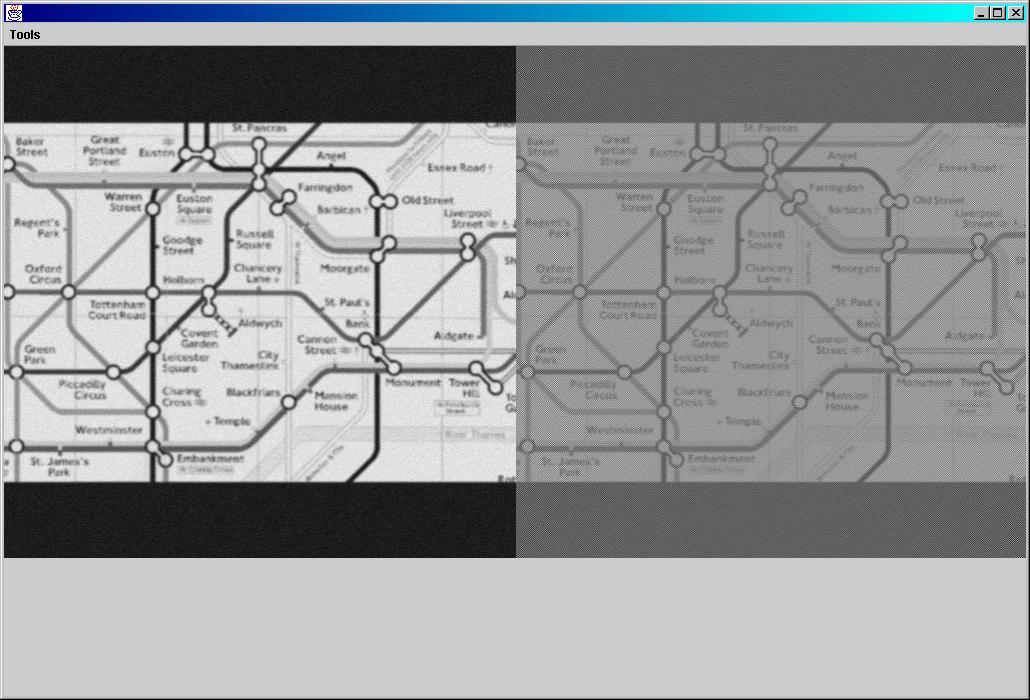 Tools
St. Pancras
Baker
Street
Great
Portland
Street
Euston
Angel
Essex Road
Warren
Street
Euston
Square
Farringdon
Barbican
Old Street
Liverpool
Street
Regent's
Park
Goodge
Street
Russell
Square
Moorgate
Oxford
Circus
Holborn
Chancery
Lane
Tottenham
Court Road
St. Paul's
Bank
Aldwych
Covent
Garden
Cannon
Street
Aldgate
Green
Park
Leicester
Square
City
Thameslink
Piccadilly
Circus
Charing
Cross
Blackfriars
Mansion
House
Monument
Tower
Hill
Temple
Westminster
River Thames
St. James's
Park
Embankment
St. Pancras
Baker
Street
Great
Portland
Street
Euston
Angel
Essex Road
Warren
Street
Euston
Square
Farringdon
Barbican
Old Street
Liverpool
Street
Regent's
Park
Goodge
Street
Russell
Square
Moorgate
Oxford
Circus
Holborn
Chancery
Lane
Tottenham
Court Road
St. Paul's
Bank
Aldwych
Covent
Garden
Cannon
Street
Aldgate
Green
Park
Leicester
Square
City
Thameslink
Piccadilly
Circus
Charing
Cross
Blackfriars
Mansion
House
Monument
Tower
Hill
Temple
Westminster
River Thames
St. James's
Park
Embankment